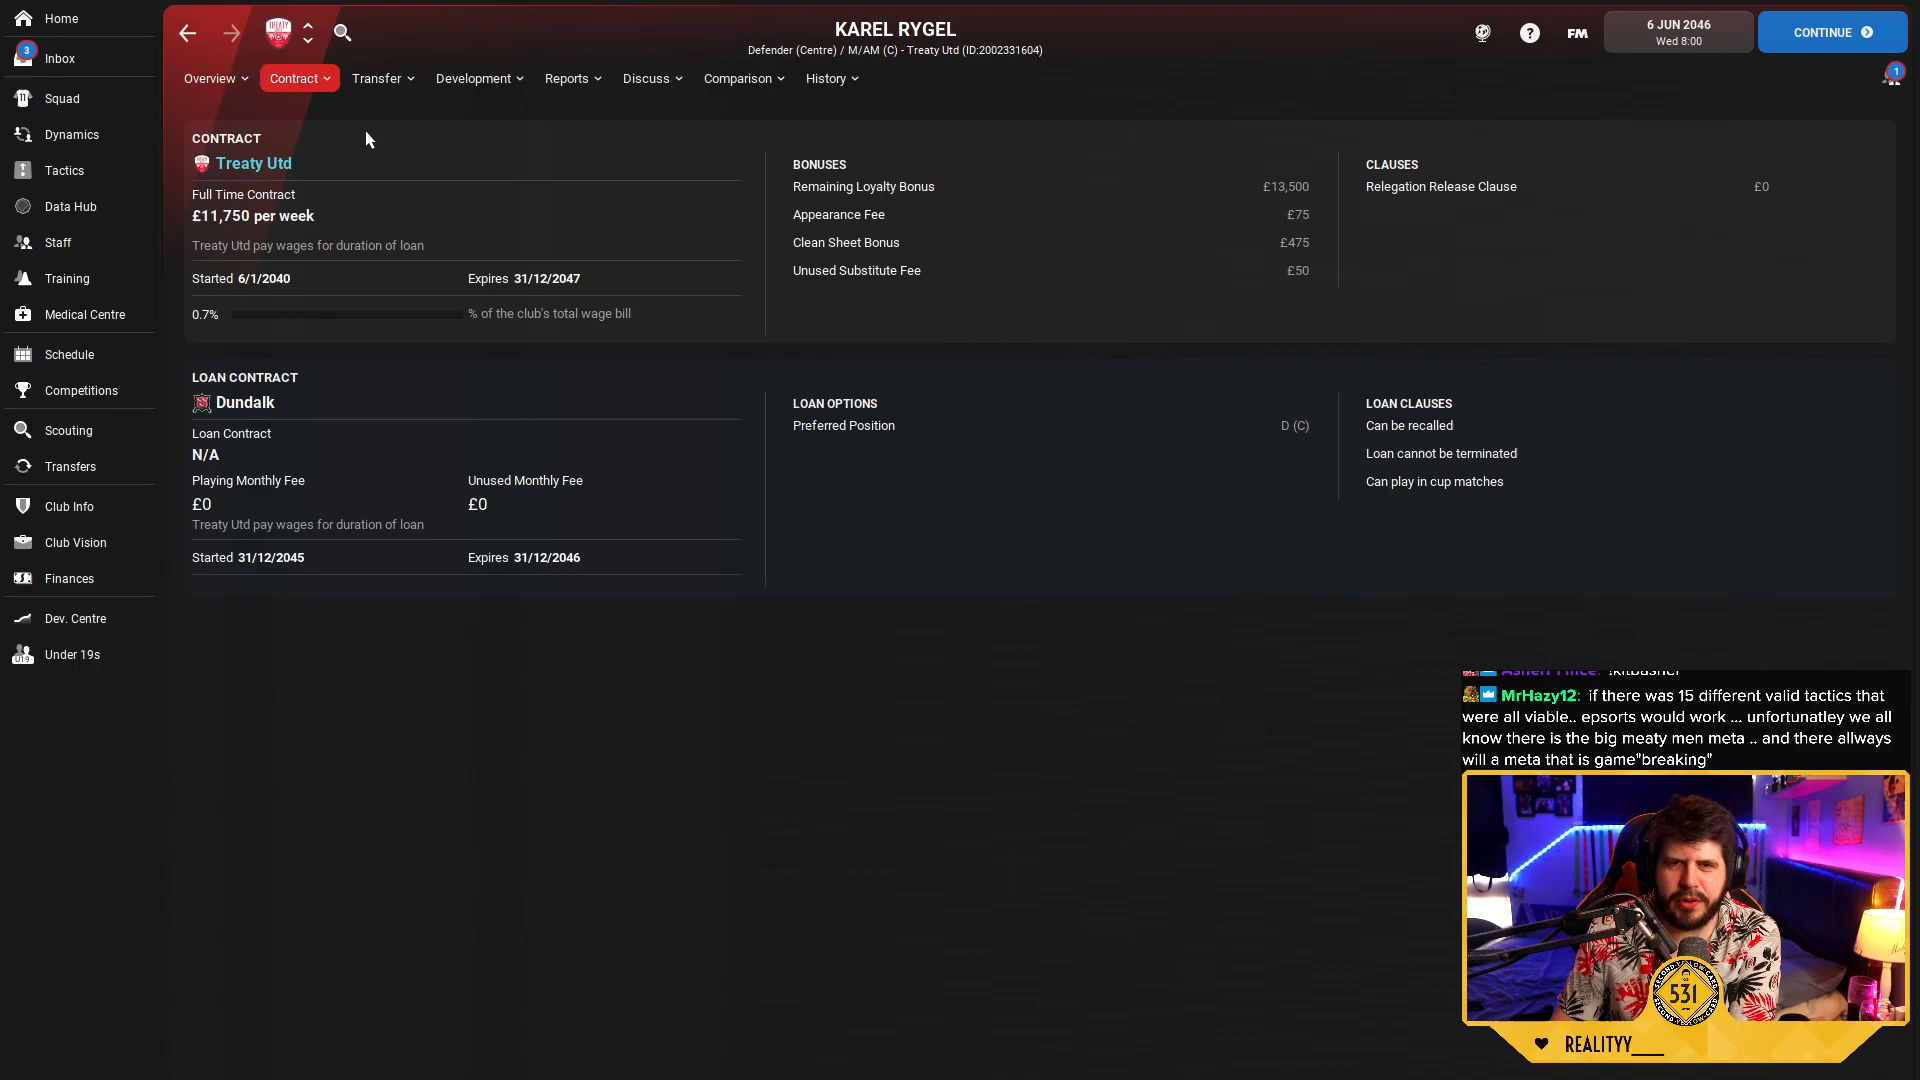 Home
3
Inbox
Squad
Dynamics
Tactics
Data Hub
Staff
Training
Medical Centre
Schedule
Competitions
Scouting
Transfers
Club Info
Club Vision
Finances
Dev. Centre
U19
Under 19s
KAREL RYGEL
Defender (Centre) / M/AM (C) - Treaty Utd (ID:2002331604)
?
FM
6 JUN 2046
Wed 8:00
CONTINUE
Overview
Contract
Transfer
Development
Reports
Discuss
Comparison
History
1
CONTRACT
Treaty Utd
Full Time Contract
£11,750 per week
Treaty Utd pay wages for duration of loan
Started 6/1/2040 Expires 31/12/2047
0.7% % of the club's total wage bill
BONUSES
Remaining Loyalty Bonus £13,500
Appearance Fee £75
Clean Sheet Bonus £475
Unused Substitute Fee £50
CLAUSES
Relegation Release Clause £0
LOAN CONTRACT
Dundalk
Loan Contract
N/A
Playing Monthly Fee Unused Monthly Fee
£0 £0
Treaty Utd pay wages for duration of loan
Started 31/12/2045 Expires 31/12/2046
LOAN OPTIONS
Preferred Position D (C)
LOAN CLAUSES
Can be recalled
Loan cannot be terminated
Can play in cup matches
MrHazy12: if there was 15 different valid tactics that
were all viable.. epsorts would work ... unfortunatley we all
know there is the big meaty men meta .. and there allways
will a meta that is game"breaking"
531
REALITYY____